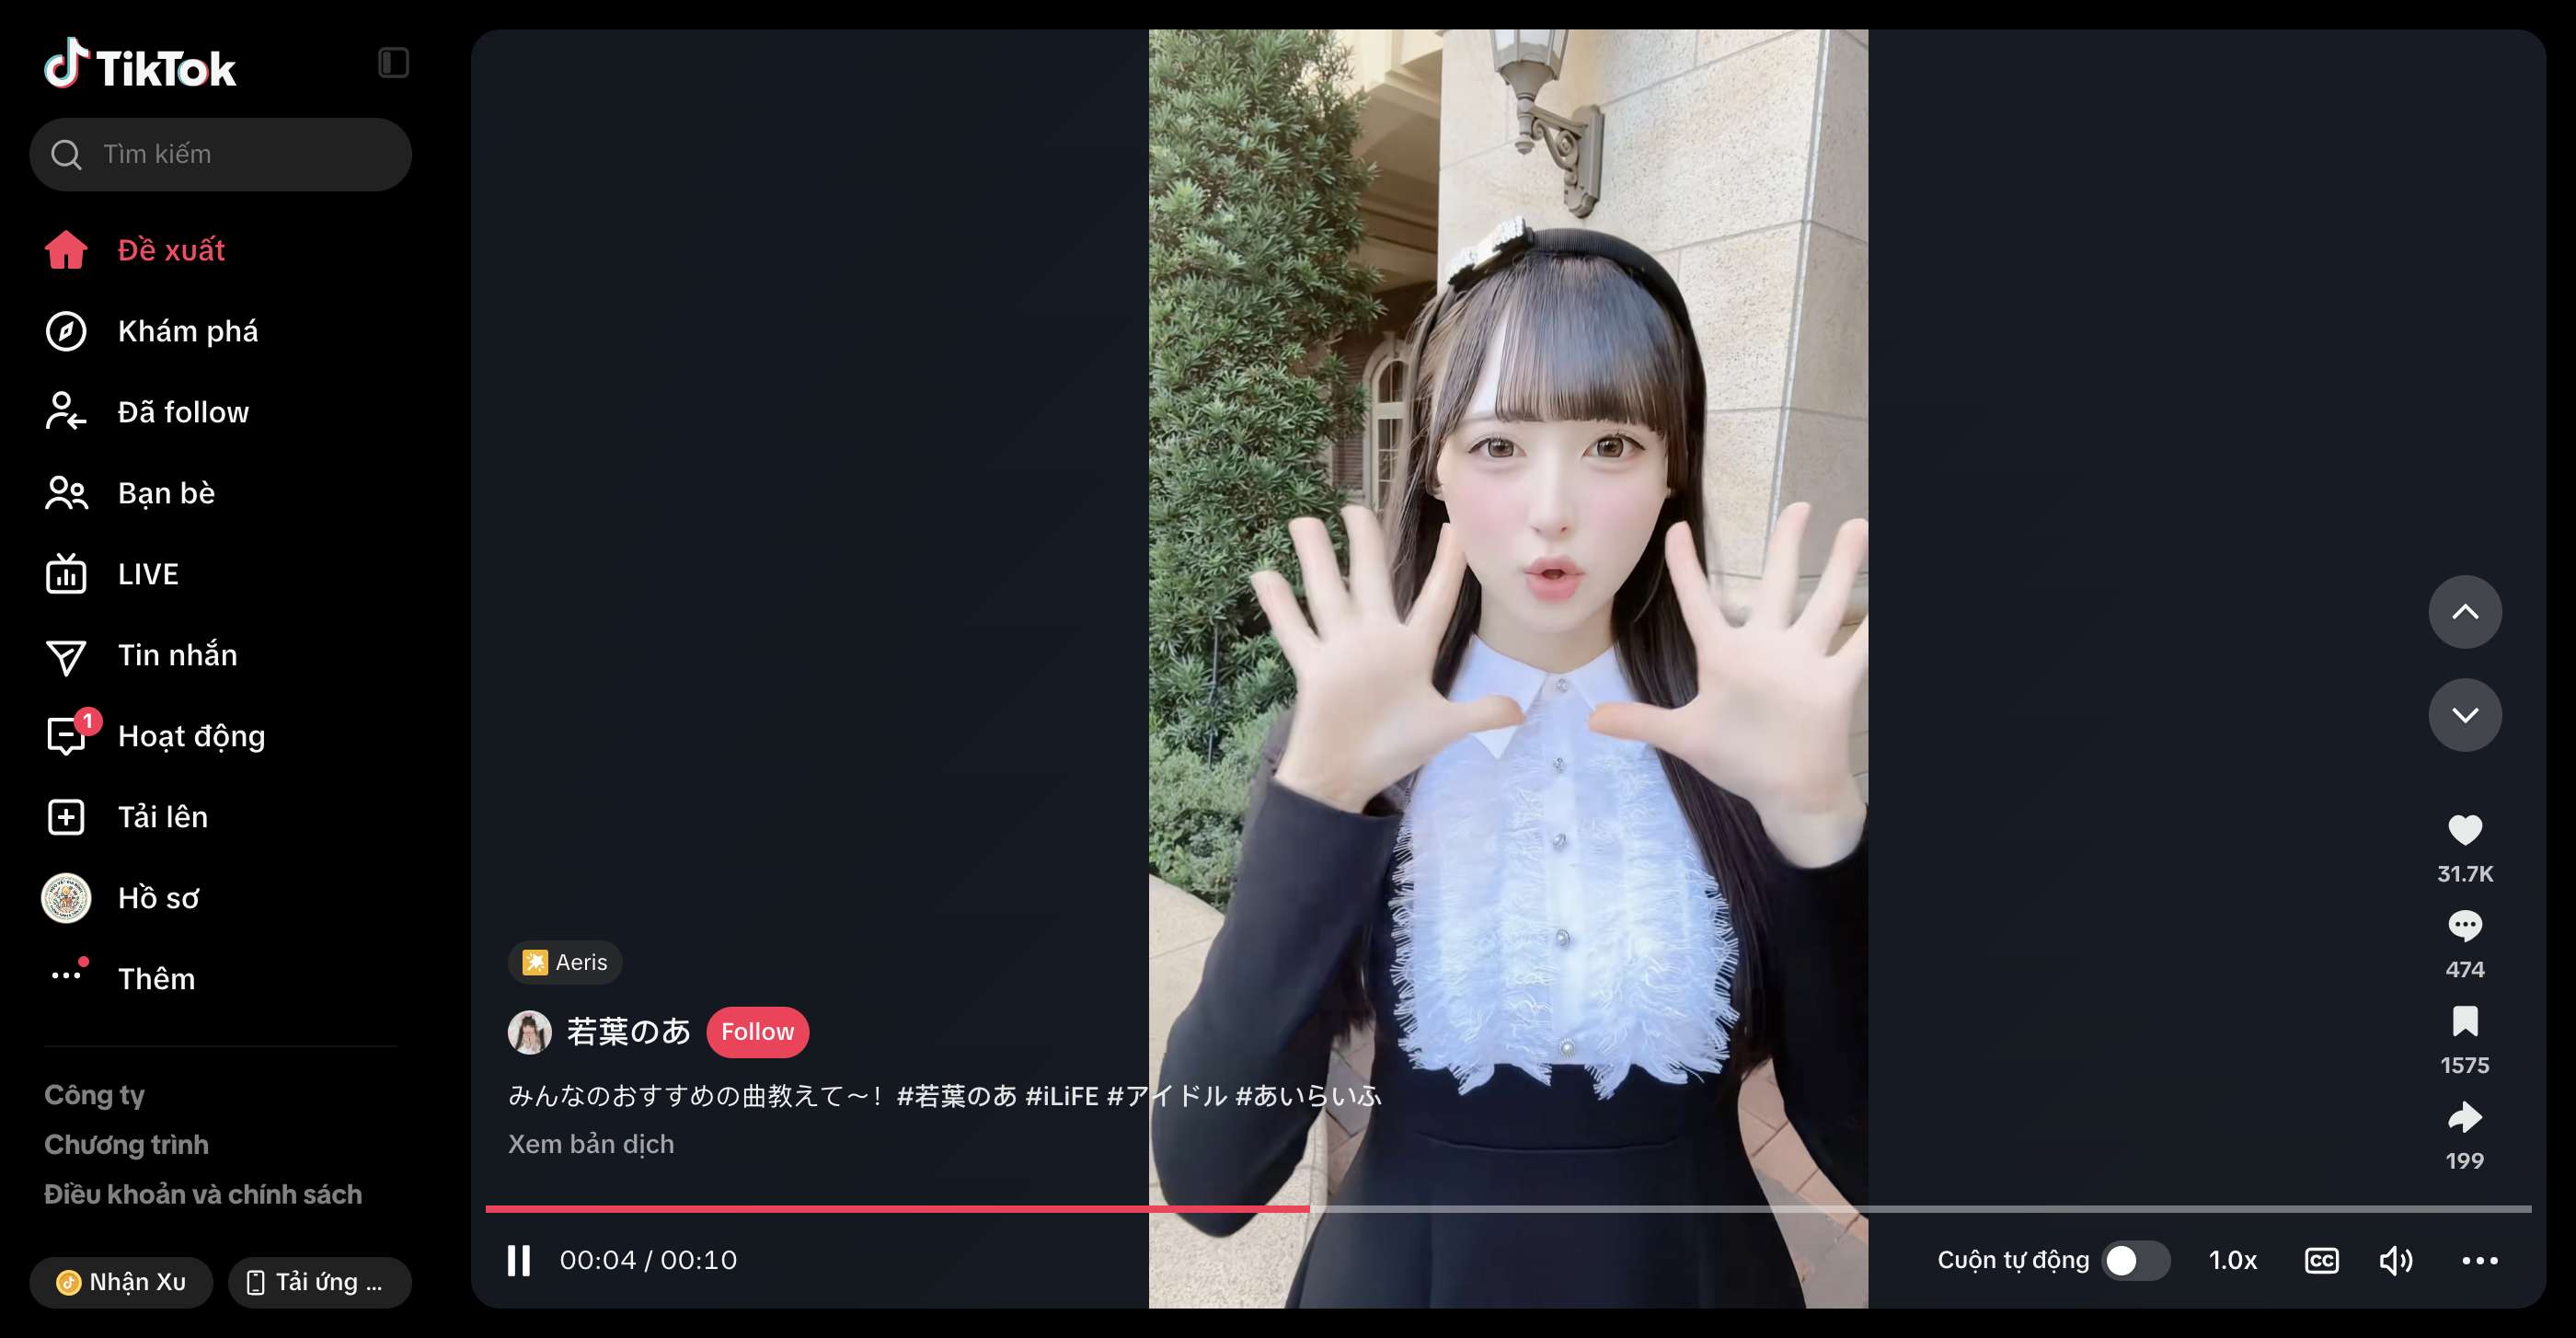 TikTok
Tìm kiếm
Đề xuất
Khám phá
Đã follow
Bạn bè
LIVE
Tin nhắn
1
Hoạt động
Tải lên
Hồ sơ
Thêm
Công ty
Chương trình
Điều khoản và chính sách
Nhận Xu
Tải ứng ...
Aeris
若葉のあ Follow
みんなのおすすめの曲教えて〜! #若葉のあ #iLiFE #アイドル #あいらいふ
Xem bản dịch
00:04 / 00:10
31.7K
474
1575
199
Cuộn tự động
1.0x
CC